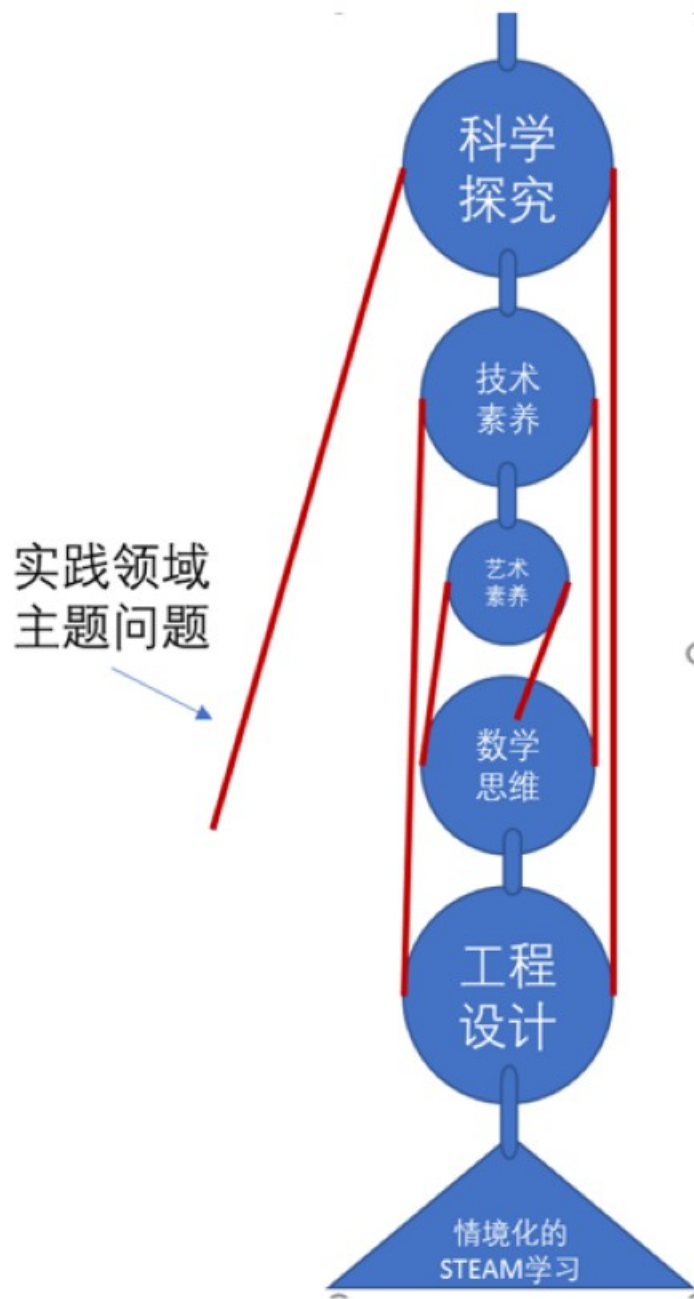 科学
探究
技术
素养
艺术
素养
实践领域
主题问题
数学
思维
工程
设计
情境化的
STEAM学习